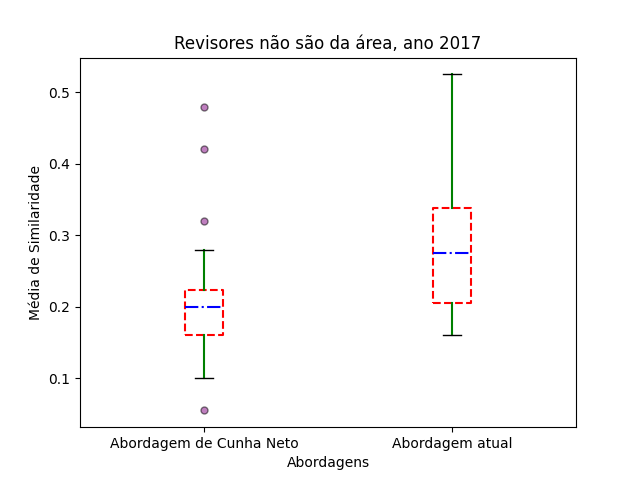 Revisores não são da área, ano 2017
Média de Similaridade
0.5
0.4
0.3
0.2
0.1
Abordagem de Cunha Neto
Abordagem atual
Abordagens